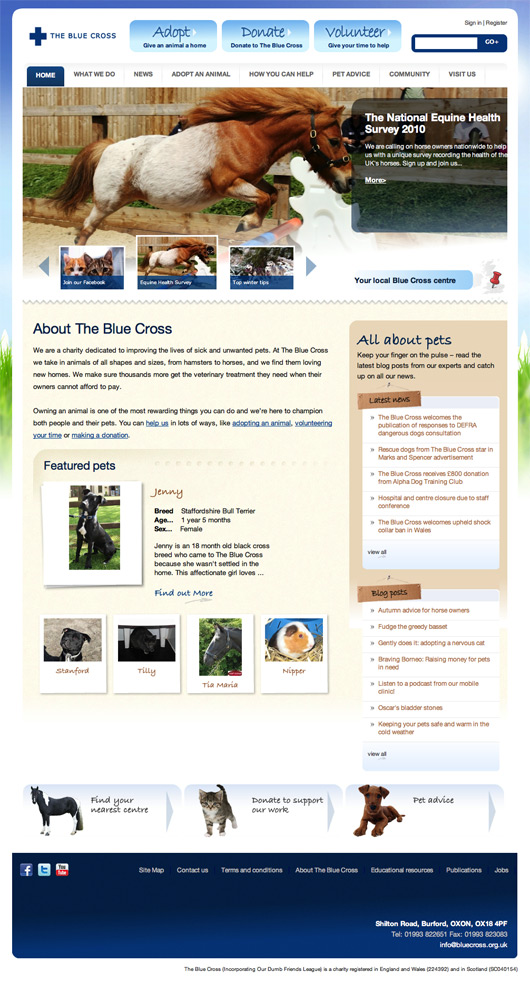 Sign in | Register
THE BLUE CROSS
Adopt
Give an animal a home
Donate
Donate to The Blue Cross
Volunteer
Give your time to help
GO
HOME
WHAT WE DO
NEWS
ADOPT AN ANIMAL
HOW YOU CAN HELP
PET ADVICE
COMMUNITY
VISIT US
The National Equine Health
Survey 2010
We are calling on horse owners nationwide to help
us with a unique survey recording the health of the
UK's horses. Sign up and join us...
More>
Join our Facebook
Equine Health Survey
Top winter tips
Your local Blue Cross centre
About The Blue Cross
We are a charity dedicated to improving the lives of sick and unwanted pets. At The Blue Cross
we take in animals of all shapes and sizes, from hamsters to horses, and we find them loving
new homes. We make sure thousands more get the veterinary treatment they need when their
owners cannot afford to pay.
Owning an animal is one of the most rewarding things you can do and we're here to champion
both people and their pets. You can help us in lots of ways, like adopting an animal, volunteering
your time or making a donation.
Featured pets
Jenny
Breed Staffordshire Bull Terrier
Age... 1 year 5 months
Sex... Female
Jenny is an 18 month old black cross
breed who came to The Blue Cross
because she wasn't settled in the
home. This affectionate girl loves ...
Find out More
Stanford
Tilly
Tia Maria
Nipper
All about pets
Keep your finger on the pulse – read the
latest blog posts from our experts and catch
up on all our news.
Latest news
» The Blue Cross welcomes the
publication of responses to DEFRA
dangerous dogs consultation
» Rescue dogs from The Blue Cross star in
Marks and Spencer advertisement
» The Blue Cross receives £800 donation
from Alpha Dog Training Club
» Hospital and centre closure due to staff
conference
» The Blue Cross welcomes upheld shock
collar ban in Wales
view all
Blog posts
» Autumn advice for horse owners
» Fudge the greedy basset
» Gently does it: adopting a nervous cat
» Braving Borneo: Raising money for pets
in need
» Listen to a podcast from our mobile
clinic!
» Oscar's bladder stones
» Keeping your pets safe and warm in the
cold weather
view all
Find your
nearest centre
Donate to support
our work
Pet advice
You
Tube
Site Map
Contact us
Terms and conditions
About The Blue Cross
Educational resources
Publications
Jobs
Shilton Road, Burford, OXON, OX18 4PF
Tel: 01993 822651 Fax: 01993 823083
info@bluecross.org.uk
The Blue Cross (Incorporating Our Dumb Friends League) is a charity registered in England and Wales (224392) and in Scotland (SC040154)